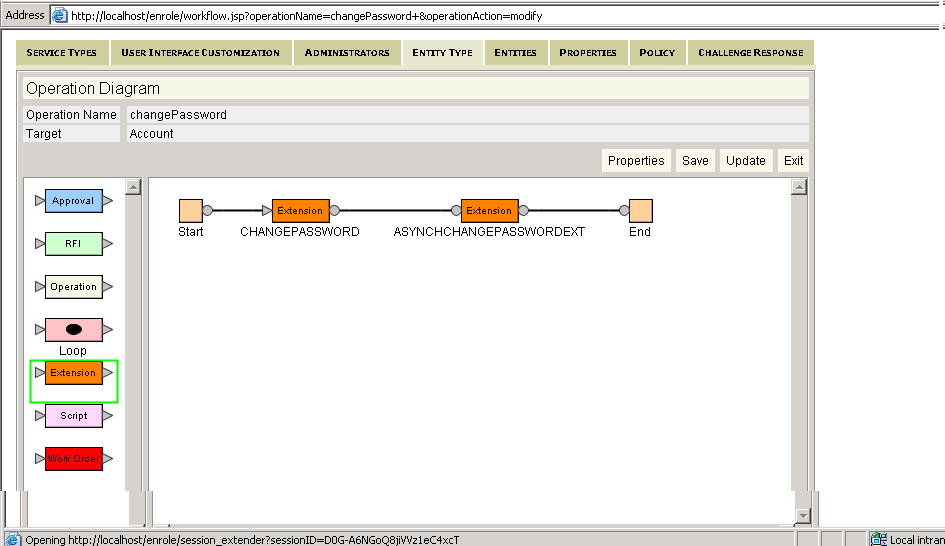 Address http://localhost/enrole/workflow.jsp?operationName=changePassword+&operationAction=modify
SERVICE TYPES USER INTERFACE CUSTOMIZATION ADMINISTRATORS ENTITY TYPE ENTITIES PROPERTIES POLICY CHALLENGE RESPONSE
Operation Diagram
Operation Name changePassword
Target Account
Properties Save Update Exit
Approval
RFI
Operation
Loop
Extension
Script
Work Order
Extension Extension
Start CHANGEPASSWORD ASYNCHCHANGEPASSWORDEXT End
Opening http://localhost/enrole/session_extender?sessionID=D0G-A6NGoQ8jiVVz1eC4xcT Local intran